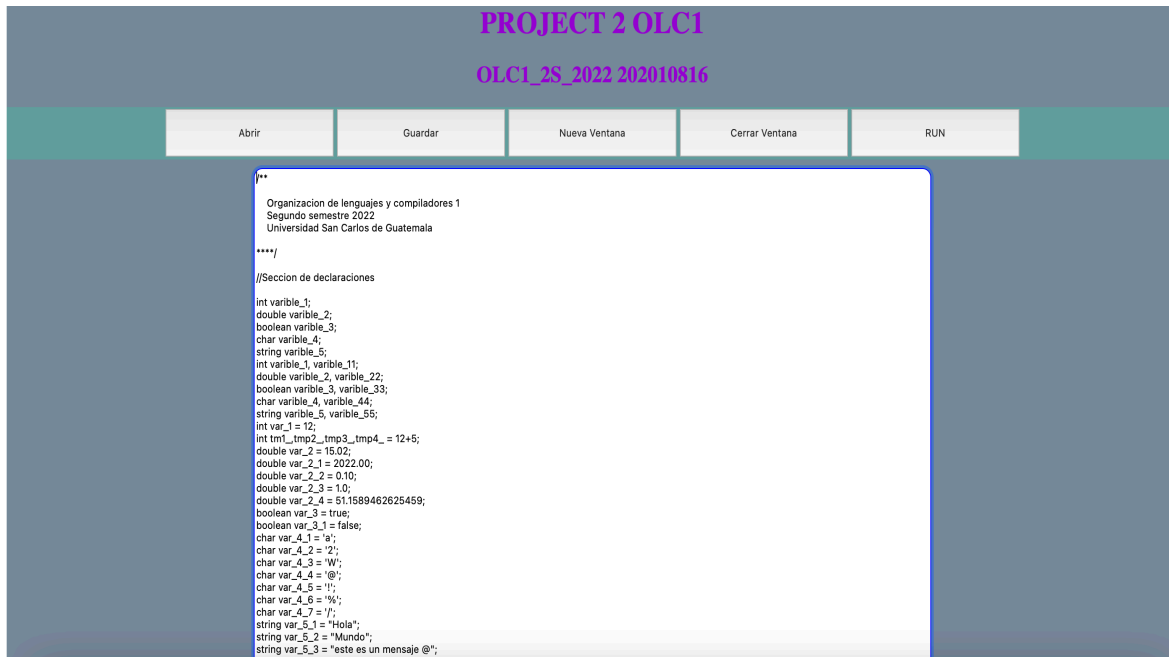 PROJECT 2 OLC1
OLC1_2S_2022 202010816
Abrir Guardar Nueva Ventana Cerrar Ventana RUN
/**
Organizacion de lenguajes y compiladores 1
Segundo semestre 2022
Universidad San Carlos de Guatemala
****/
//Seccion de declaraciones
int varible_1;
double varible_2;
boolean varible_3;
char varible_4;
string varible_5;
int varible_1, varible_11;
double varible_2, varible_22;
boolean varible_3, varible_33;
char varible_4, varible_44;
string varible_5, varible_55;
int var_1 = 12;
int tm1_,tmp2_,tmp3_,tmp4_ = 12+5;
double var_2 = 15.02;
double var_2_1 = 2022.00;
double var_2_2 = 0.10;
double var_2_3 = 1.0;
double var_2_4 = 51.1589462625459;
boolean var_3 = true;
boolean var_3_1 = false;
char var_4_1 = 'a';
char var_4_2 = '2';
char var_4_3 = 'W';
char var_4_4 = '@';
char var_4_5 = '!';
char var_4_6 = '%';
char var_4_7 = '/';
string var_5_1 = "Hola";
string var_5_2 = "Mundo";
string var_5_3 = "este es un mensaje @";